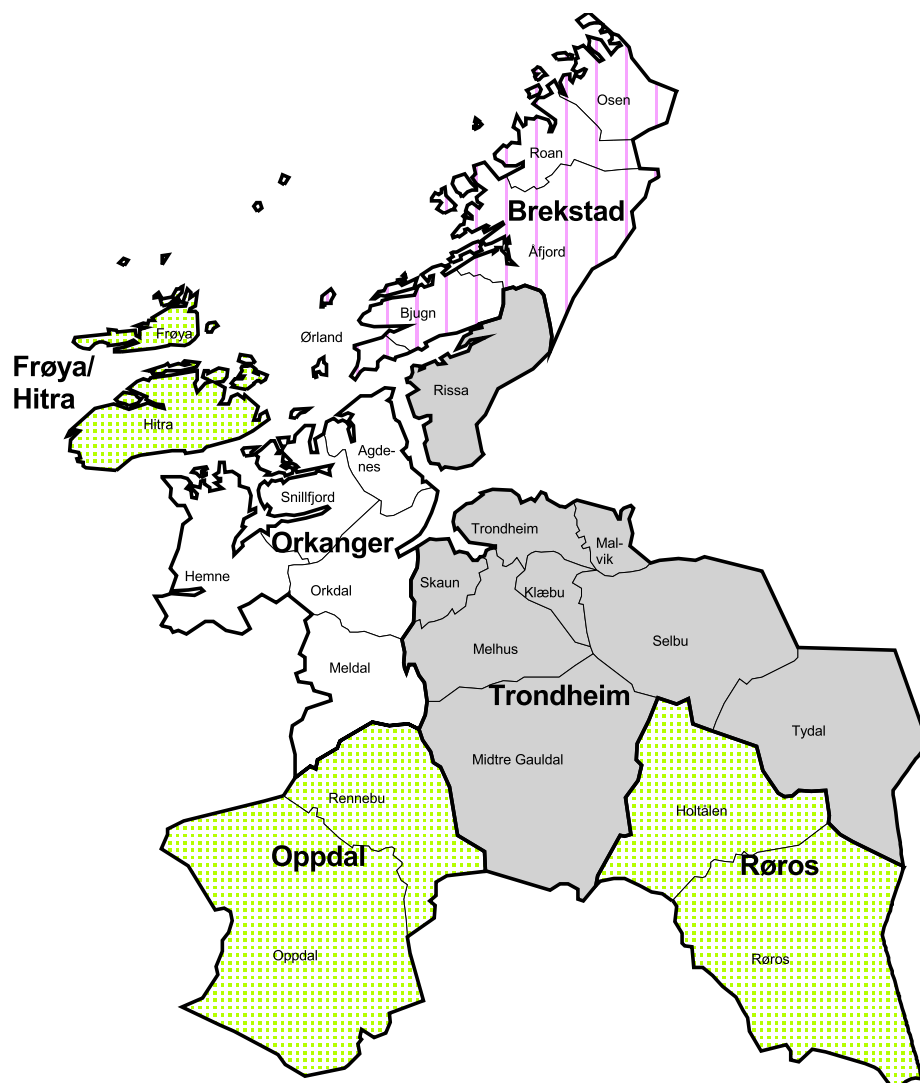 Osen
Roan
Brekstad
Åfjord
Bjugn
Ørland
Frøya
Frøya/
Hitra
Rissa
Hitra
Agde-
nes
Snillfjord
Trondheim
Orkanger
Mal-
vik
Hemne
Skaun
Orkdal
Klæbu
Selbu
Melhus
Meldal
Trondheim
Tydal
Midtre Gauldal
Rennebu
Holtålen
Oppdal
Røros
Oppdal
Røros